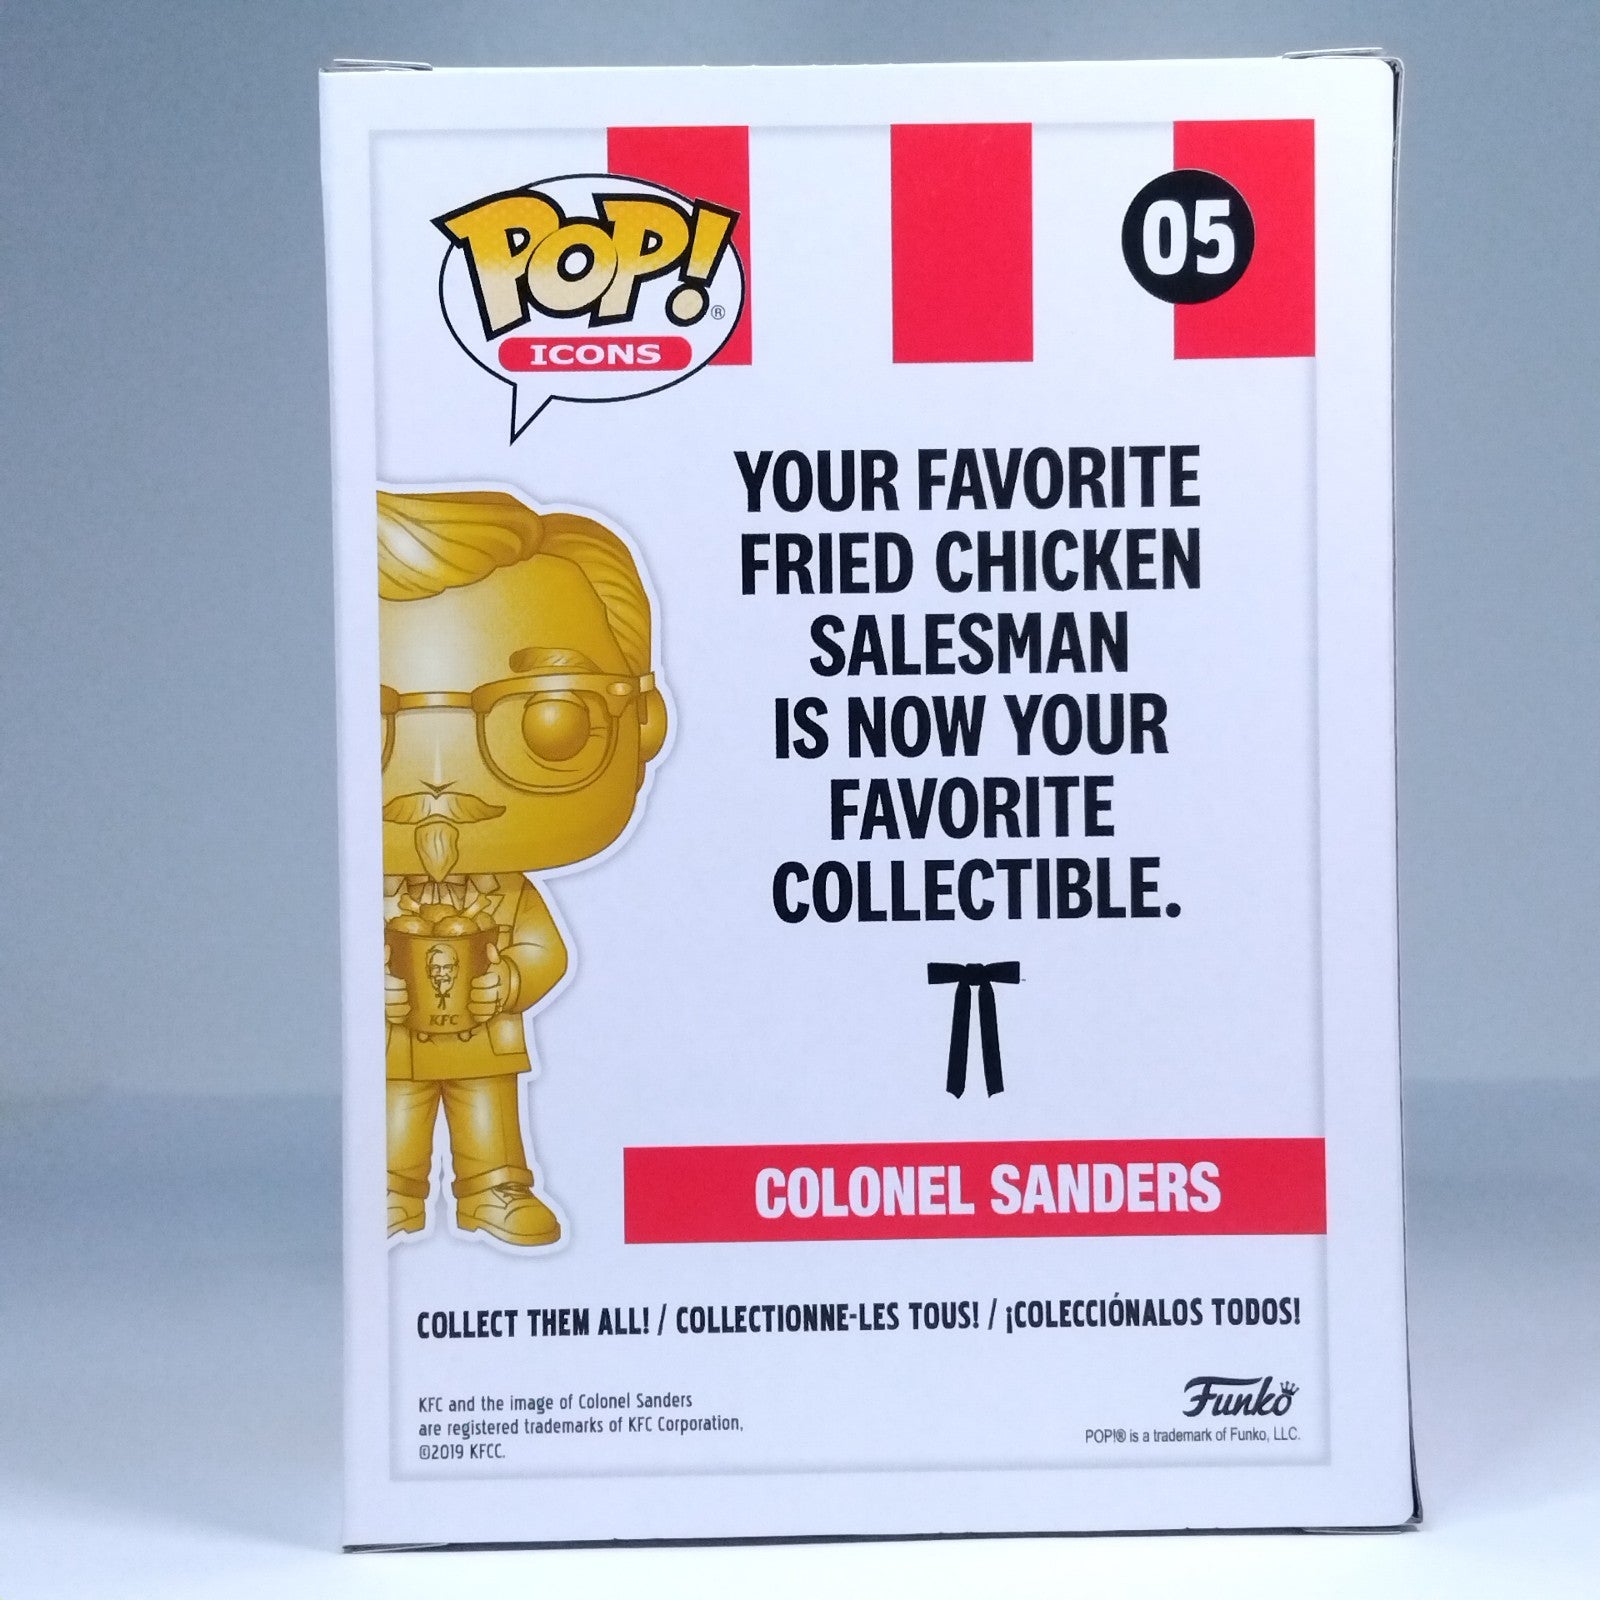 POP!®
ICONS
05
YOUR FAVORITE
FRIED CHICKEN
SALESMAN
IS NOW YOUR
FAVORITE
COLLECTIBLE.
KFC
COLONEL SANDERS
COLLECT THEM ALL! / COLLECTIONNE-LES TOUS! / ¡COLECCIÓNALOS TODOS!
KFC and the image of Colonel Sanders
are registered trademarks of KFC Corporation,
©2019 KFCC.
Funko
POP!® is a trademark of Funko, LLC.